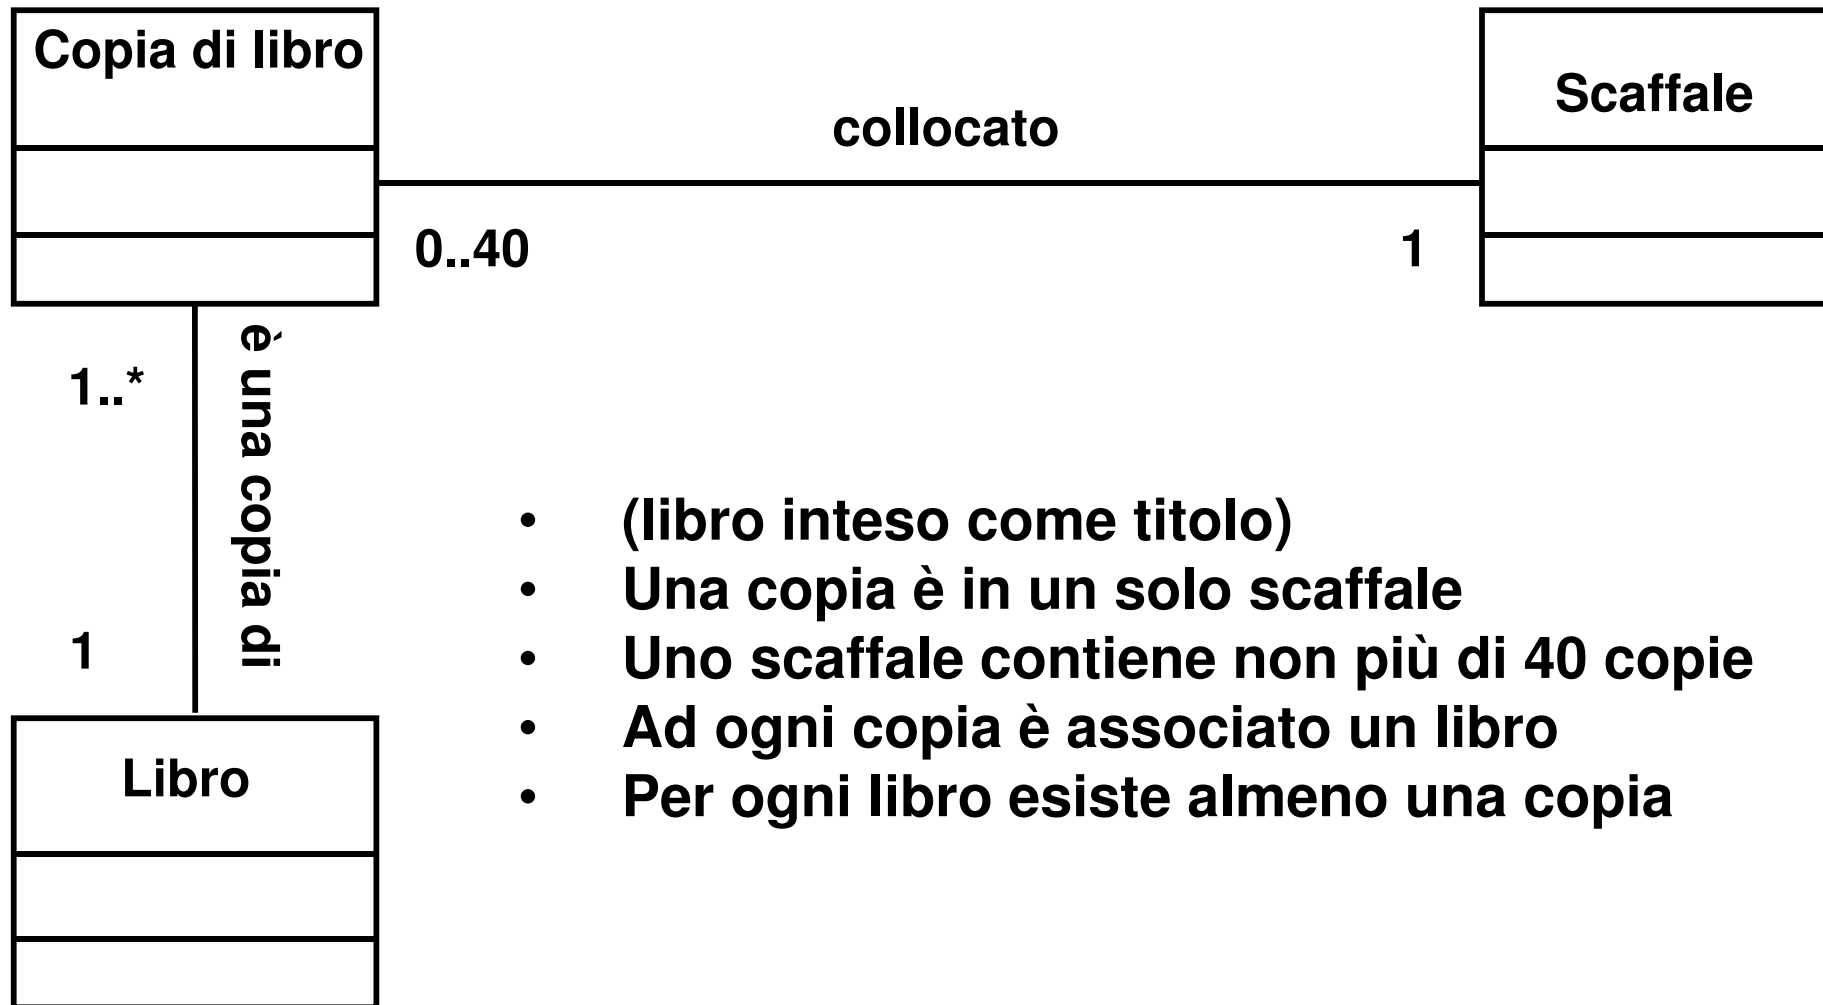 Copia di libro
Scaffale
collocato
0..40
1
è una copia di
1..*
1
Libro
• (libro inteso come titolo)
• Una copia è in un solo scaffale
• Uno scaffale contiene non più di 40 copie
• Ad ogni copia è associato un libro
• Per ogni libro esiste almeno una copia